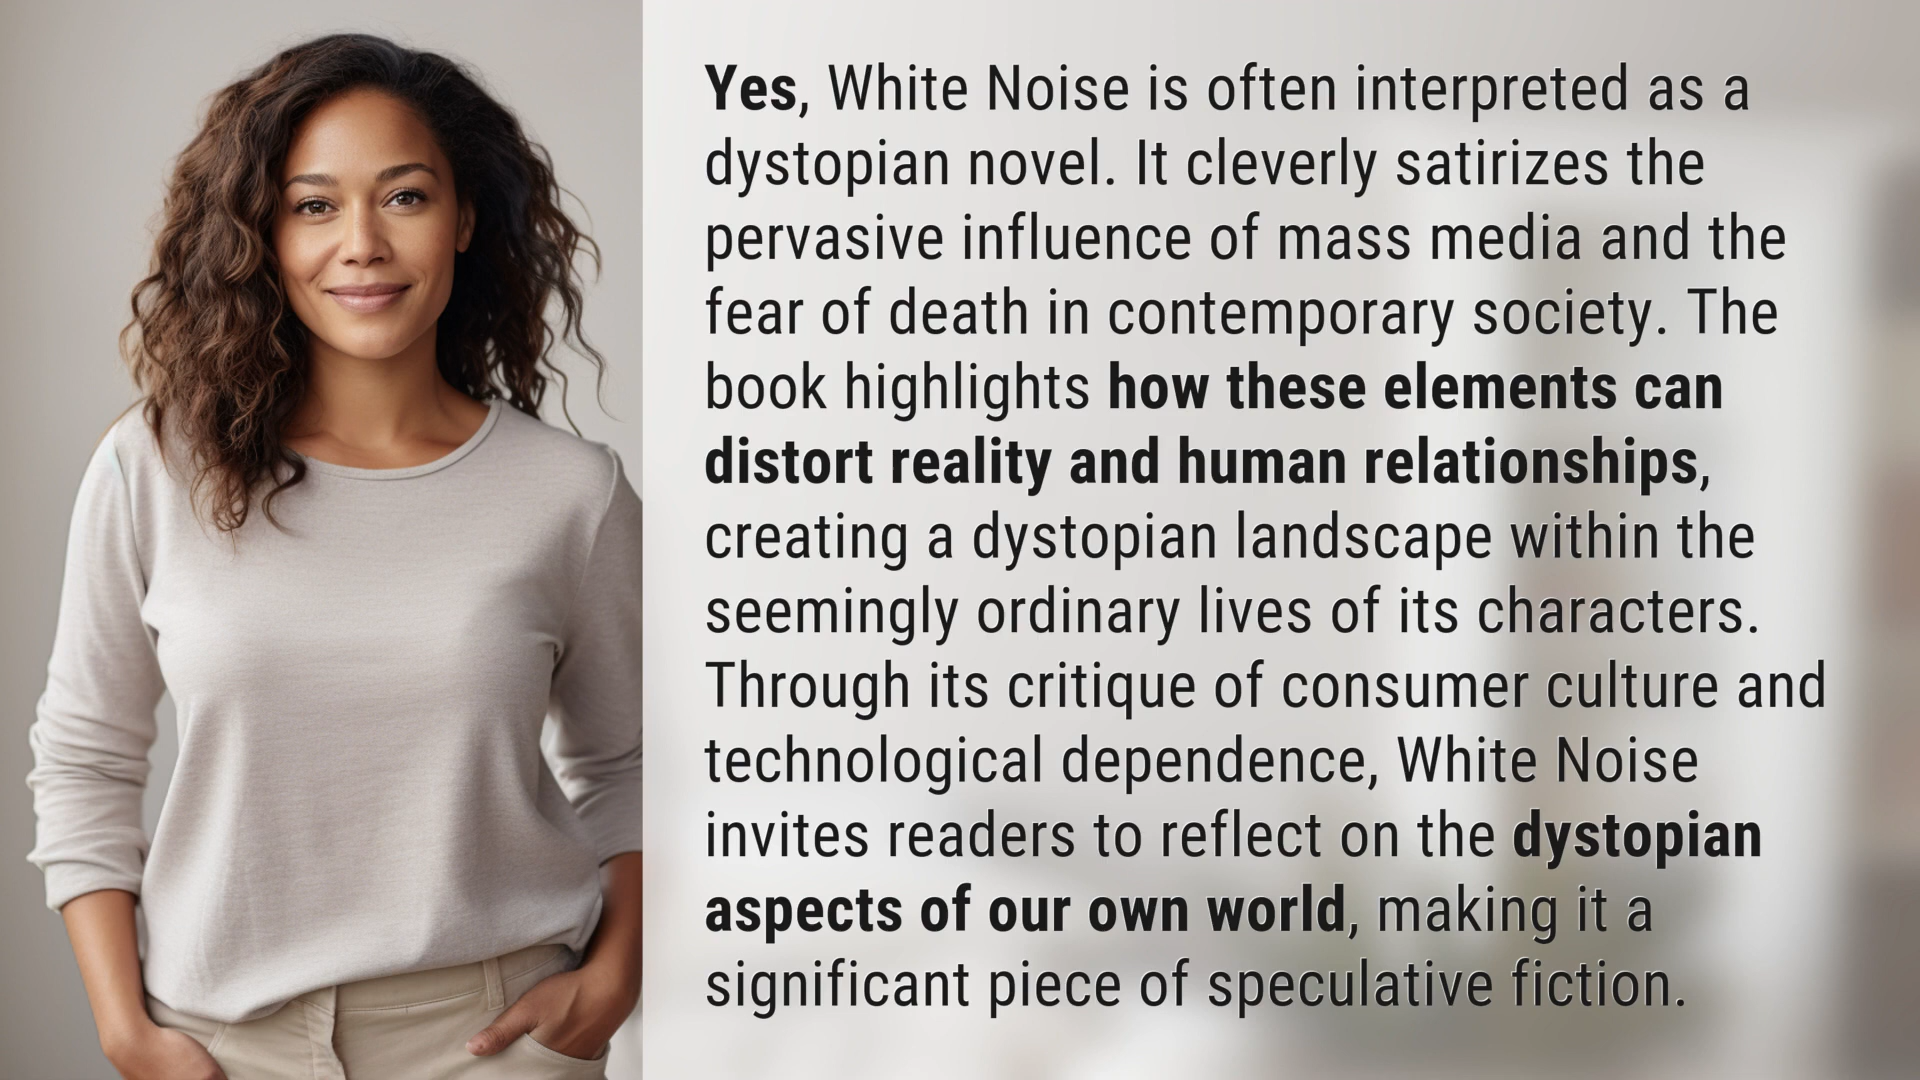 Yes, White Noise is often interpreted as a
dystopian novel. It cleverly satirizes the
pervasive influence of mass media and the
fear of death in contemporary society. The
book highlights how these elements can
distort reality and human relationships,
creating a dystopian landscape within the
seemingly ordinary lives of its characters.
Through its critique of consumer culture and
technological dependence, White Noise
invites readers to reflect on the dystopian
aspects of our own world, making it a
significant piece of speculative fiction.